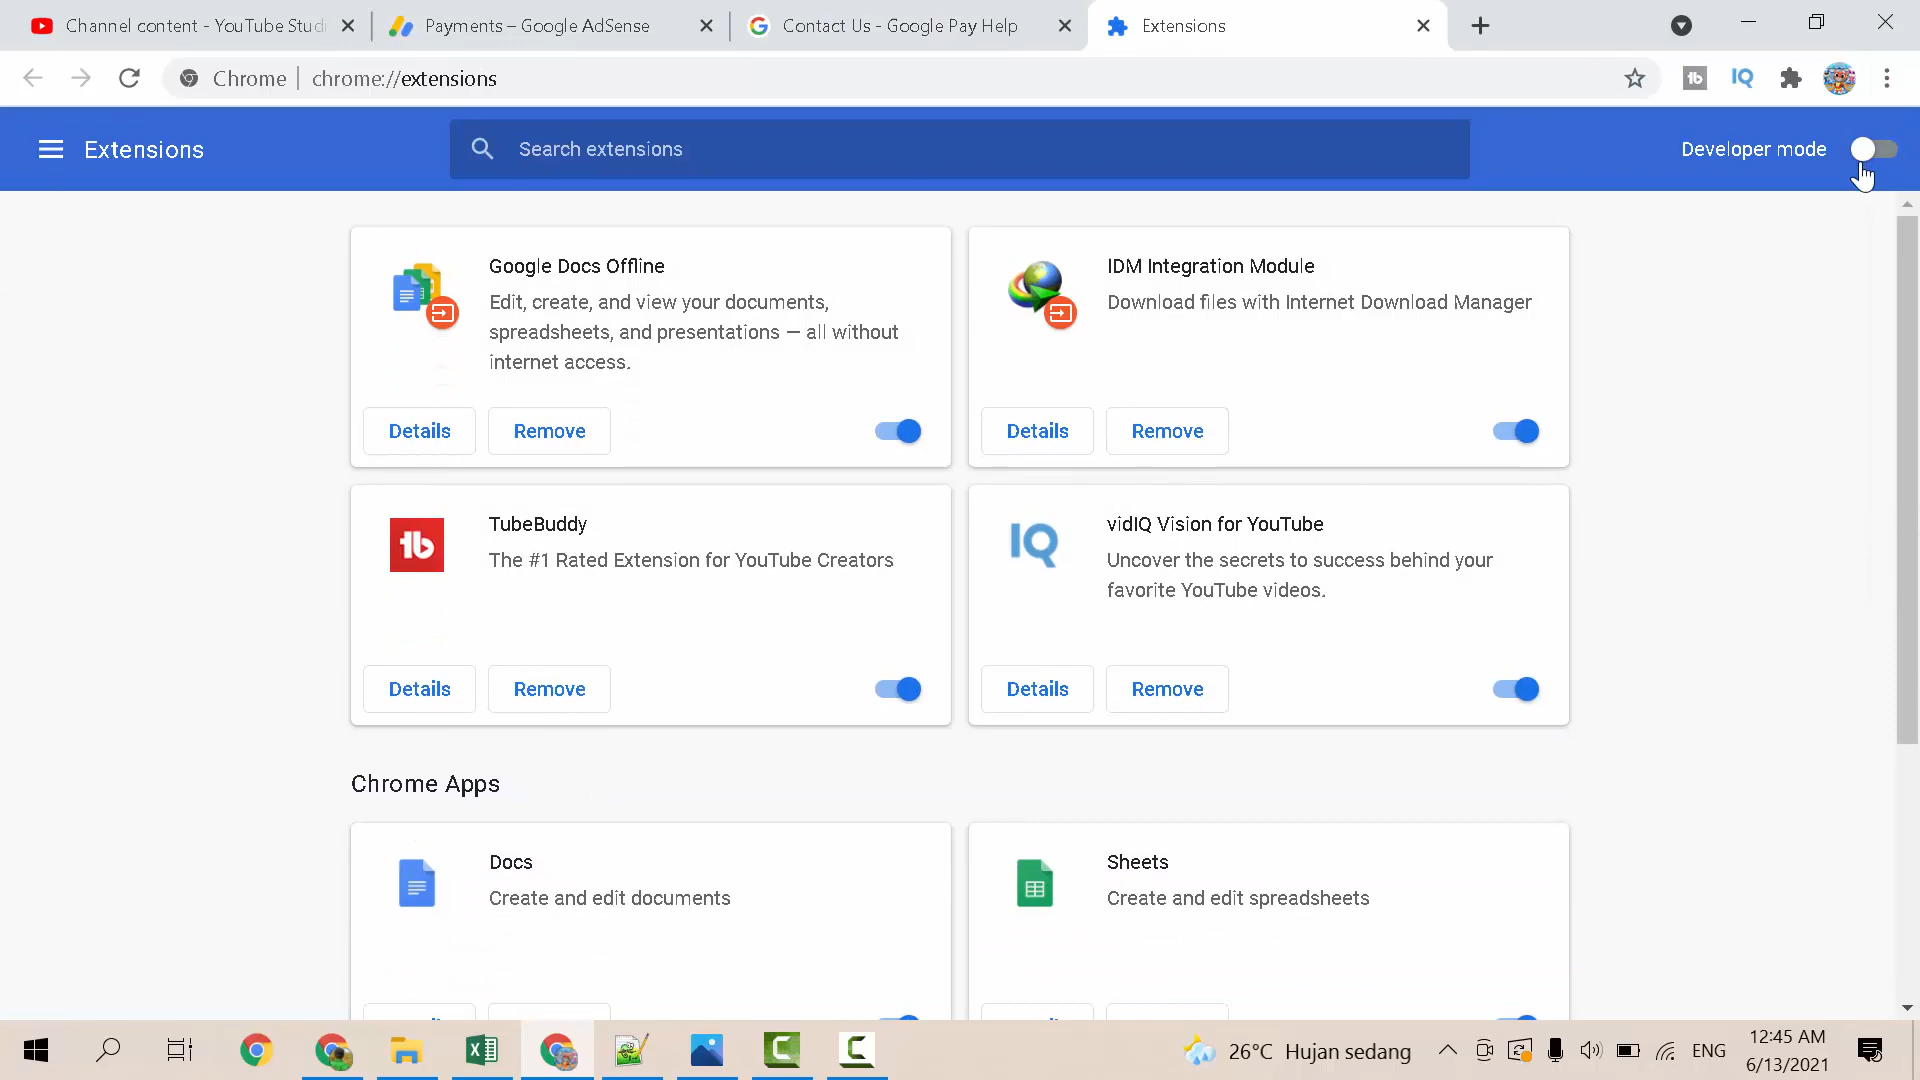 Channel content - YouTube Studi
Payments – Google AdSense
Contact Us - Google Pay Help
Extensions
Chrome
chrome://extensions
tb
IQ
Extensions
Search extensions
Developer mode
Google Docs Offline
Edit, create, and view your documents,
spreadsheets, and presentations — all without
internet access.
Details
Remove
IDM Integration Module
Download files with Internet Download Manager
Details
Remove
tb
TubeBuddy
The #1 Rated Extension for YouTube Creators
Details
Remove
IQ
vidIQ Vision for YouTube
Uncover the secrets to success behind your
favorite YouTube videos.
Details
Remove
Chrome Apps
Docs
Create and edit documents
Sheets
Create and edit spreadsheets
26°C Hujan sedang
ENG
12:45 AM
6/13/2021